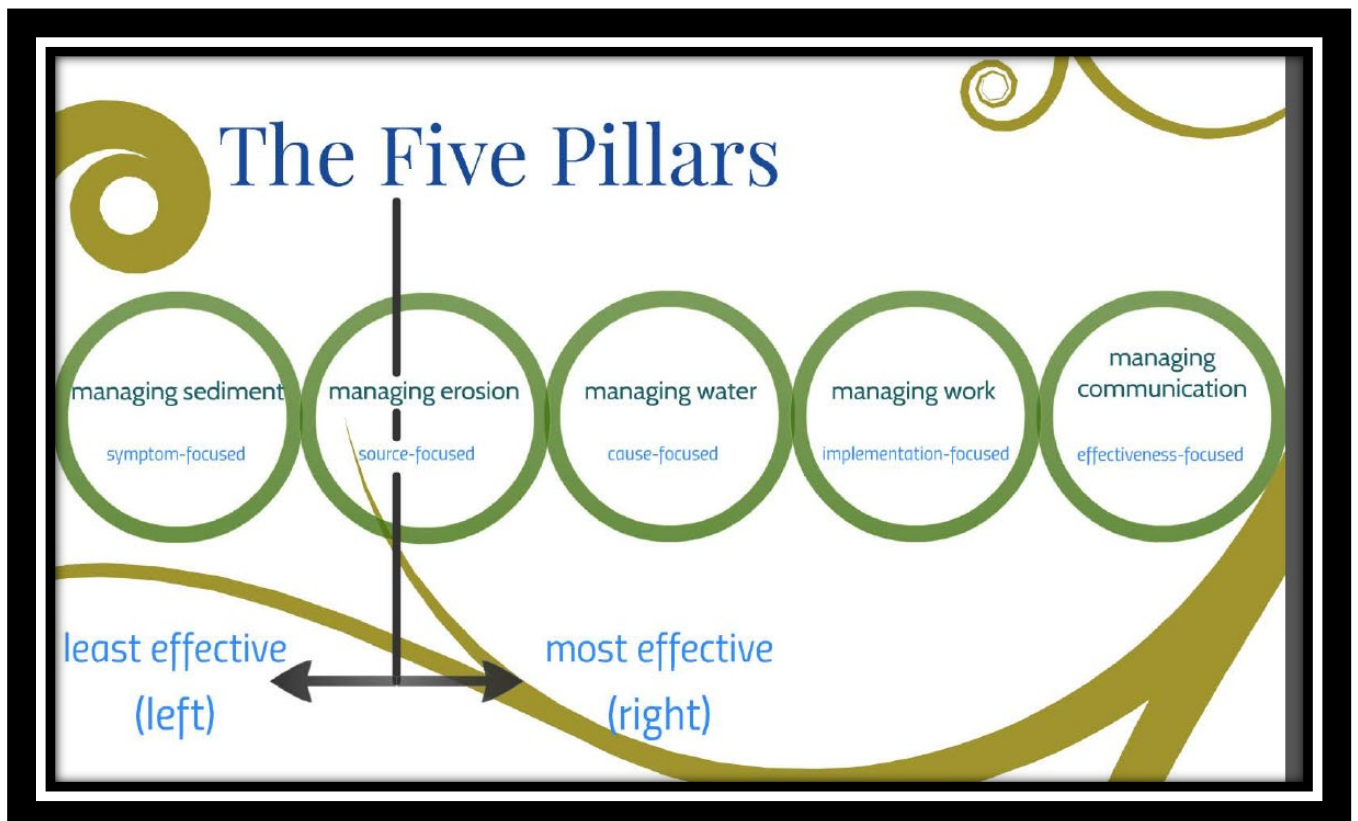 The Five Pillars
managing sediment
symptom-focused
managing erosion
source-focused
managing water
cause-focused
managing work
implementation-focused
managing
communication
effectiveness-focused
least effective
(left)
most effective
(right)